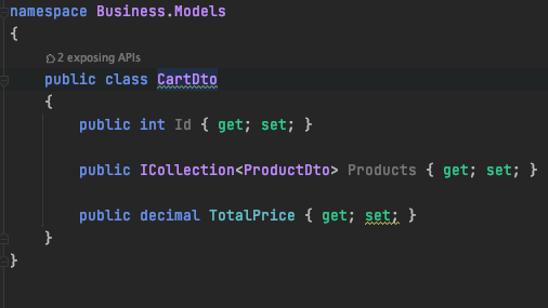 namespace Business.Models
{
2 exposing APIs
public class CartDto
{
public int Id { get; set; }
public ICollection<ProductDto> Products { get; set; }
public decimal TotalPrice { get; set; }
}
}